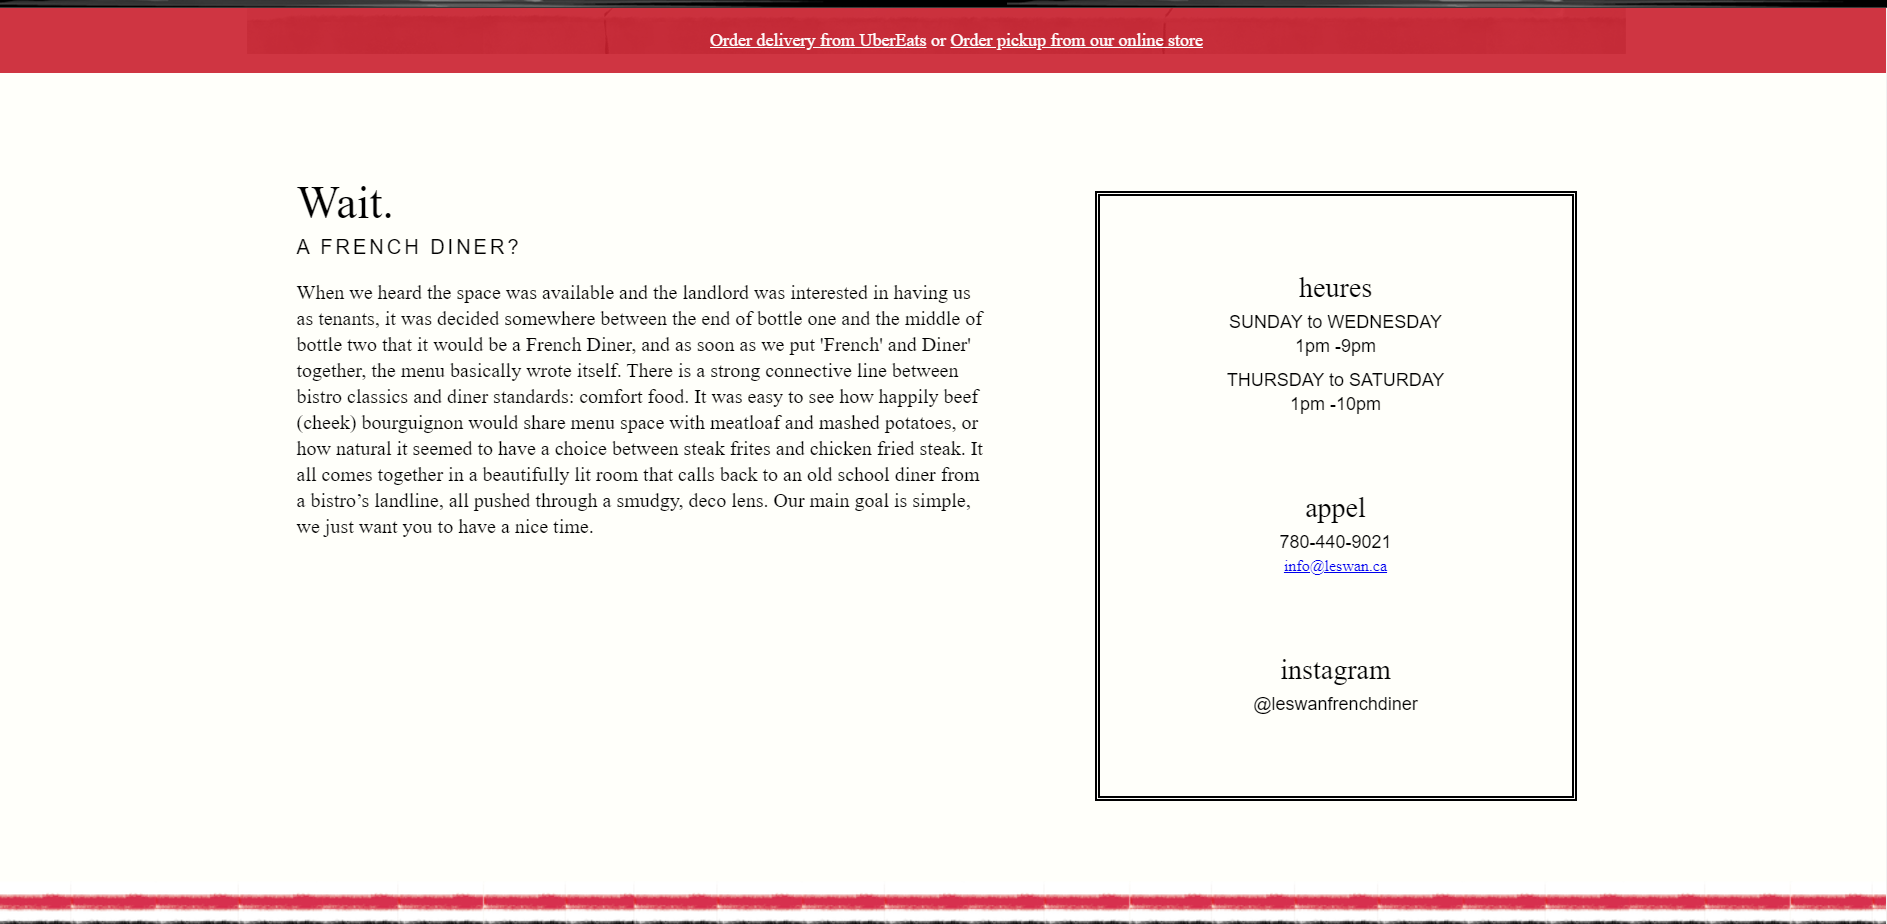 Order delivery from UberEats or Order pickup from our online store
Wait.
A FRENCH DINER?
When we heard the space was available and the landlord was interested in having us
as tenants, it was decided somewhere between the end of bottle one and the middle of
bottle two that it would be a French Diner, and as soon as we put 'French' and Diner'
together, the menu basically wrote itself. There is a strong connective line between
bistro classics and diner standards: comfort food. It was easy to see how happily beef
(cheek) bourguignon would share menu space with meatloaf and mashed potatoes, or
how natural it seemed to have a choice between steak frites and chicken fried steak. It
all comes together in a beautifully lit room that calls back to an old school diner from
a bistro’s landline, all pushed through a smudgy, deco lens. Our main goal is simple,
we just want you to have a nice time.
heures
SUNDAY to WEDNESDAY
1pm -9pm
THURSDAY to SATURDAY
1pm -10pm
appel
780-440-9021
info@leswan.ca
instagram
@leswanfrenchdiner